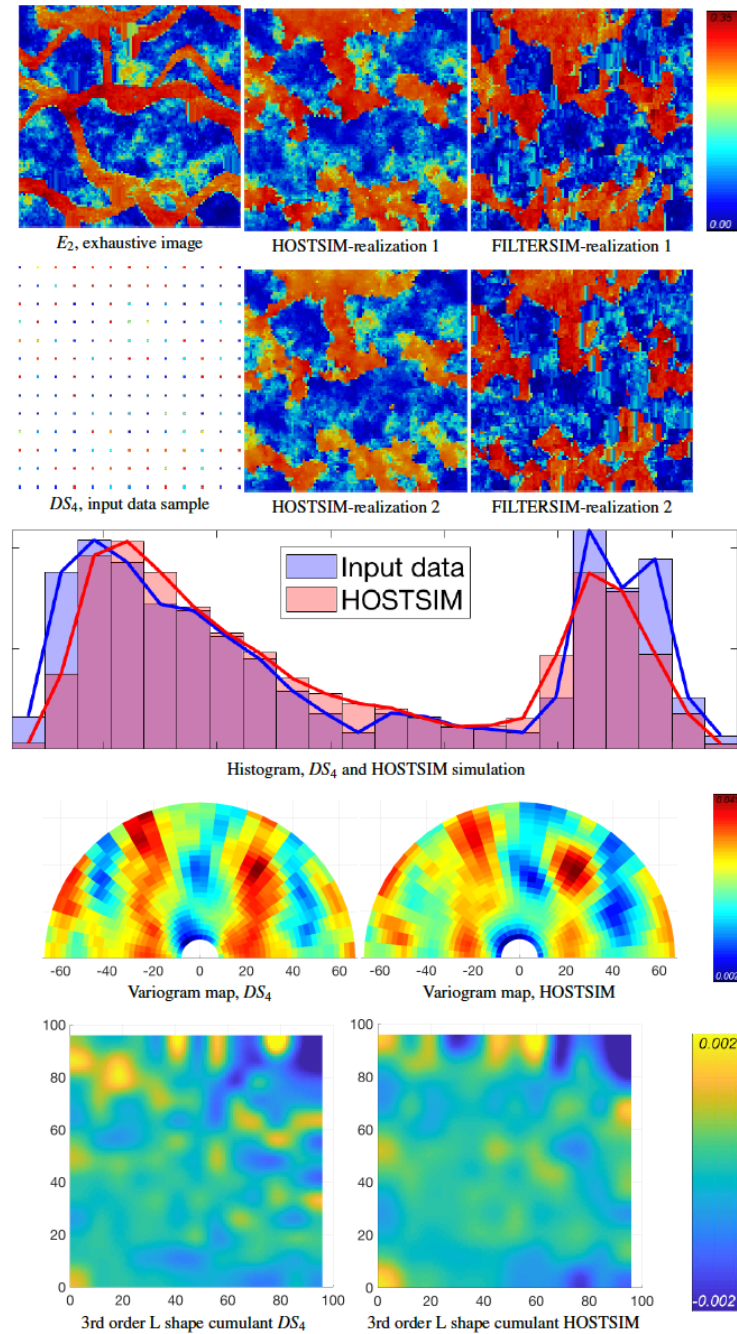 0.35
0.00
E₂, exhaustive image
HOSTSIM-realization 1
FILTERSIM-realization 1
DS₄, input data sample
HOSTSIM-realization 2
FILTERSIM-realization 2
Input data
HOSTSIM
Histogram, DS₄ and HOSTSIM simulation
0.04
0.002
-60 -40 -20 0 20 40 60
-60 -40 -20 0 20 40 60
Variogram map, DS₄
Variogram map, HOSTSIM
100
80
60
40
20
0
0 20 40 60 80 100
3rd order L shape cumulant DS₄
100
80
60
40
20
0
0 20 40 60 80 100
3rd order L shape cumulant HOSTSIM
0.002
-0.002